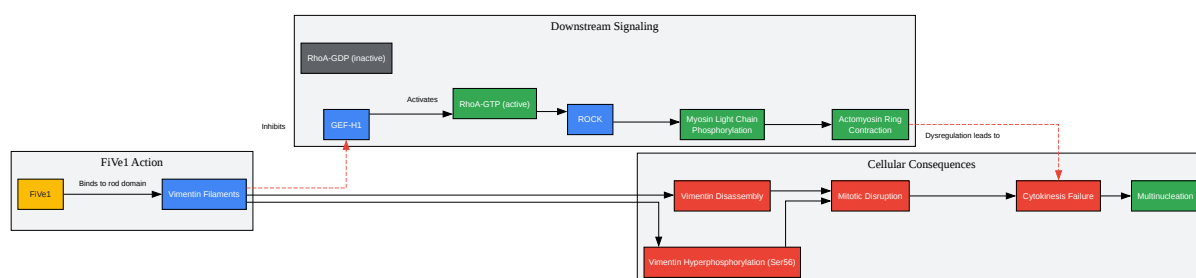 Downstream Signaling
RhoA-GDP (inactive)
Activates
RhoA-GTP (active)
GEF-H1
ROCK
Myosin Light Chain
Phosphorylation
Actomyosin Ring
Contraction
Inhibits
Dysregulation leads to
FiVe1 Action
FiVe1
Binds to rod domain
Vimentin Filaments
Cellular Consequences
Vimentin Disassembly
Mitotic Disruption
Cytokinesis Failure
Multinucleation
Vimentin Hyperphosphorylation (Ser56)